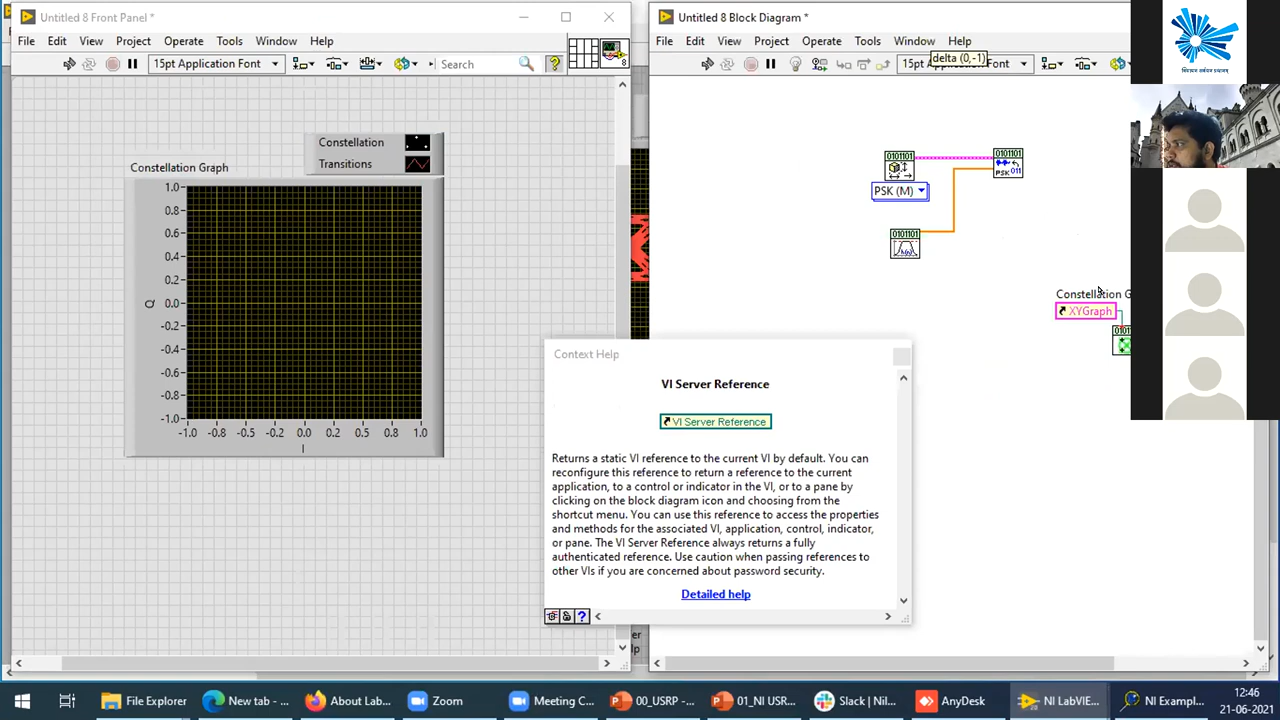 Untitled 8 Front Panel *
File Edit View Project Operate Tools Window Help
15pt Application Font
Search
8
Constellation
Transitions
Constellation Graph
1.0
0.8
0.6
0.4
0.2
0.0
-0.2
-0.4
-0.6
-0.8
-1.0
Q
-1.0 -0.8 -0.5 -0.2 0.0 0.2 0.5 0.8 1.0
I
Untitled 8 Block Diagram *
File Edit View Project Operate Tools Window Help
delta (0,-1)
15pt Application Font
0101101
0101101
PSK 011
PSK (M)
0101101
Constellation G
XYGraph
Context Help
VI Server Reference
VI Server Reference
Returns a static VI reference to the current VI by default. You can
reconfigure this reference to return a reference to the current
application, to a control or indicator in the VI, or to a pane by
clicking on the block diagram icon and choosing from the
shortcut menu. You can use this reference to access the properties
and methods for the associated VI, application, control, indicator,
or pane. The VI Server Reference always returns a fully
authenticated reference. Use caution when passing references to
other VIs if you are concerned about password security.
Detailed help
File Explorer
New tab - ...
About Lab...
Zoom
Meeting C...
00_USRP -...
01_NI USR...
Slack | Nil...
AnyDesk
NI LabVIE...
NI Exampl...
12:46
21-06-2021